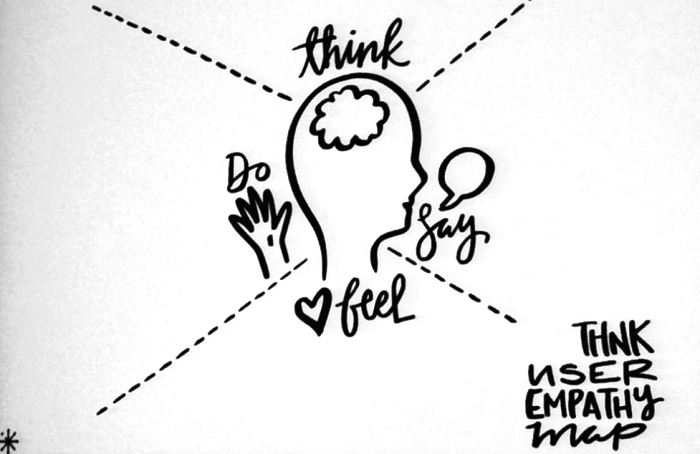 think
Do
Say
feel
THNK
USER
EMPATHY
map